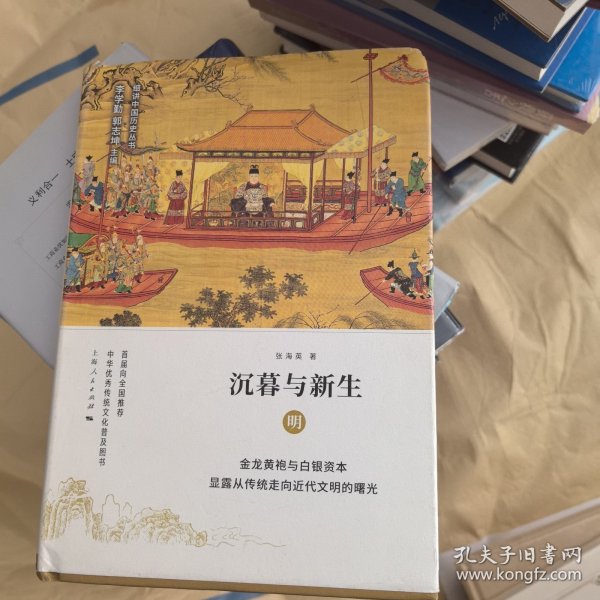 细讲中国历史丛书
李学勤 郭志坤 主编
张海英 著
沉暮与新生
明
金龙黄袍与白银资本
显露从传统走向近代文明的曙光
首届向全国推荐
中华优秀传统文化普及图书
上海人民出版社
义利合一
孔夫子旧书网
www.kongfz.com